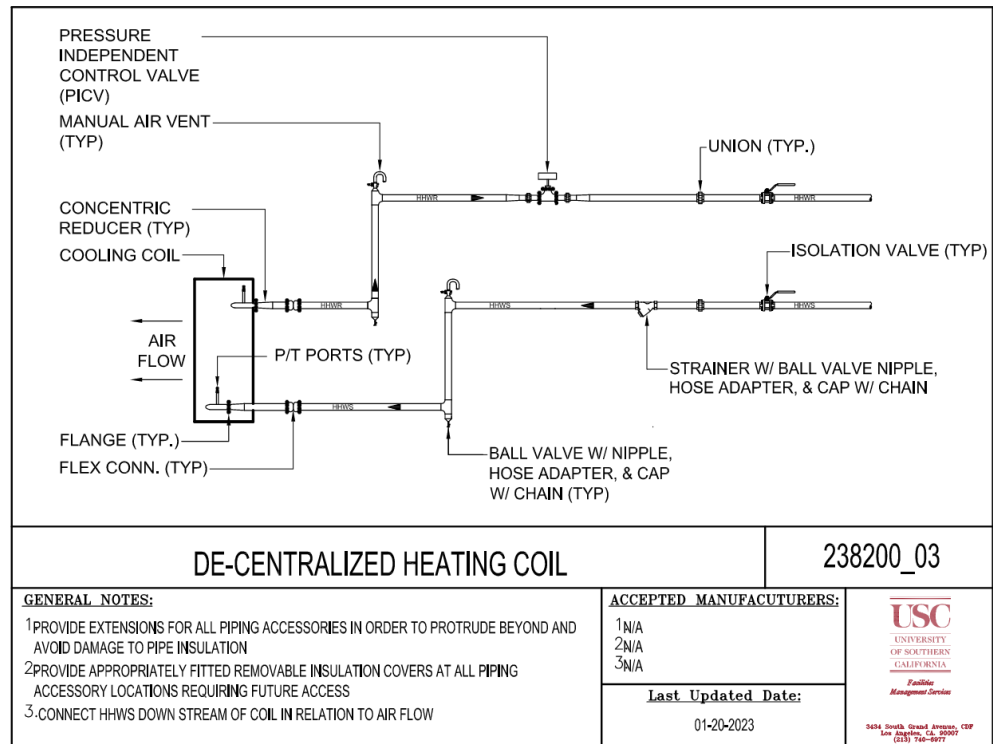 PRESSURE
INDEPENDENT
CONTROL VALVE
(PICV)
MANUAL AIR VENT
(TYP)
UNION (TYP.)
HHWR
CONCENTRIC
REDUCER (TYP)
COOLING COIL
ISOLATION VALVE (TYP)
HHWR
HHWS
HHWS
AIR
FLOW
P/T PORTS (TYP)
STRAINER W/ BALL VALVE NIPPLE,
HOSE ADAPTER, & CAP W/ CHAIN
HHWS
FLANGE (TYP.)
FLEX CONN. (TYP)
BALL VALVE W/ NIPPLE,
HOSE ADAPTER, & CAP
W/ CHAIN (TYP)
DE-CENTRALIZED HEATING COIL
238200_03
GENERAL NOTES:
1 PROVIDE EXTENSIONS FOR ALL PIPING ACCESSORIES IN ORDER TO PROTRUDE BEYOND AND
AVOID DAMAGE TO PIPE INSULATION
2 PROVIDE APPROPRIATELY FITTED REMOVABLE INSULATION COVERS AT ALL PIPING
ACCESSORY LOCATIONS REQUIRING FUTURE ACCESS
3. CONNECT HHWS DOWN STREAM OF COIL IN RELATION TO AIR FLOW
ACCEPTED MANUFACUTURERS:
1 N/A
2 N/A
3 N/A
Last Updated Date:
01-20-2023
USC
UNIVERSITY
OF SOUTHERN
CALIFORNIA
Facilities
Management Services
3434 South Grand Avenue, CDF
Los Angeles, CA. 90007
(213) 740-6977